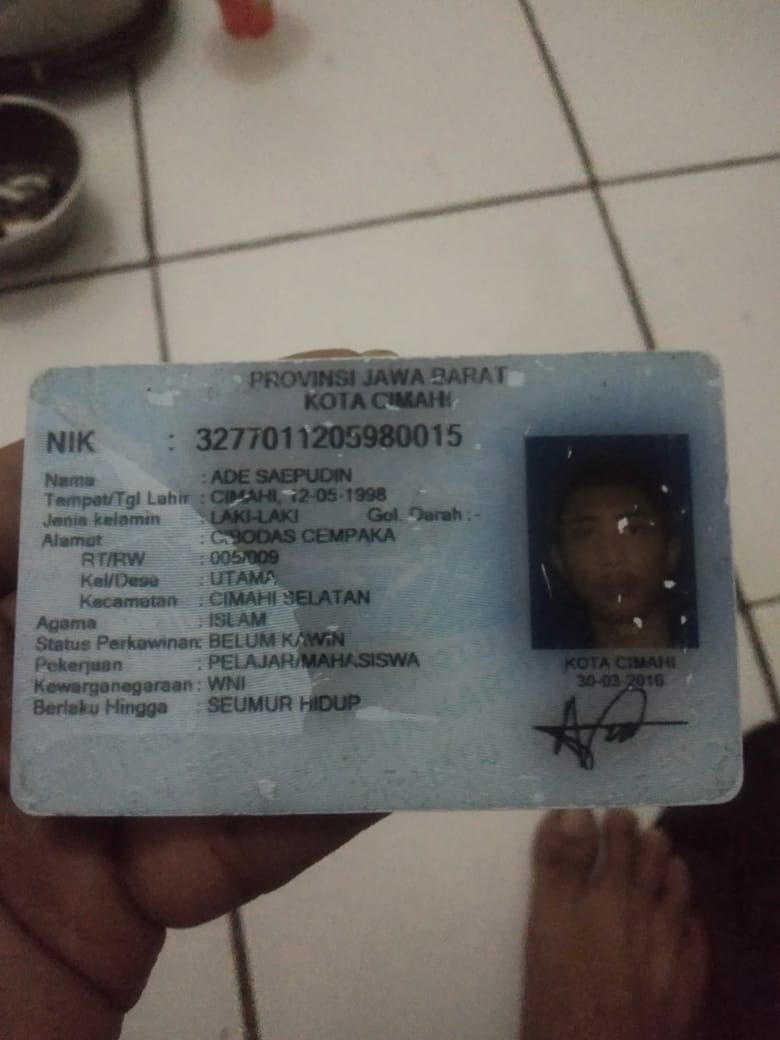 PROVINSI JAWA BARAT
KOTA CIMAHI
NIK : 3277011205980015
Nama : ADE SAEPUDIN
Tempat/Tgl Lahir : CIMAHI, 12-05-1998
Jenis kelamin : LAKI-LAKI Gol. Darah : -
Alamat : CIBODAS CEMPAKA
RT/RW : 005/009
Kel/Desa : UTAMA
Kecamatan : CIMAHI SELATAN
Agama : ISLAM
Status Perkawinan: BELUM KAWIN
Pekerjaan : PELAJAR/MAHASISWA
Kewarganegaraan : WNI
Berlaku Hingga : SEUMUR HIDUP
KOTA CIMAHI
30-03-2016